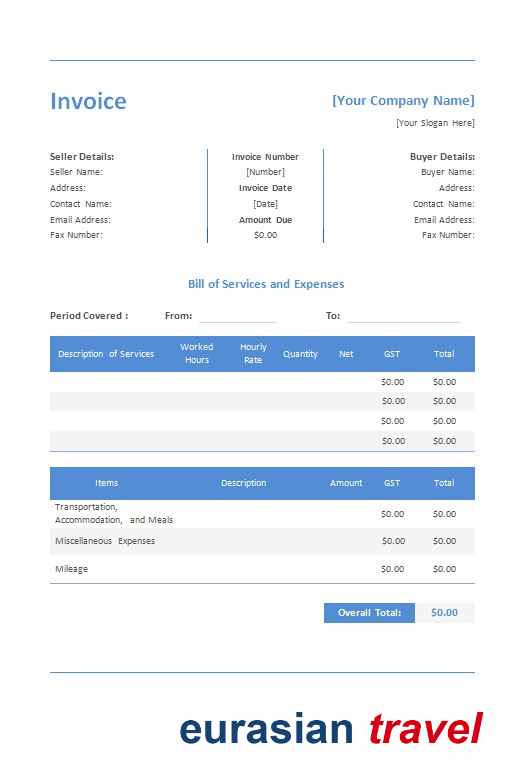 Invoice
[Your Company Name]
[Your Slogan Here]
Seller Details:
Seller Name:
Address:
Contact Name:
Email Address:
Fax Number:
Invoice Number
[Number]
Invoice Date
[Date]
Amount Due
$0.00
Buyer Details:
Buyer Name:
Address:
Contact Name:
Email Address:
Fax Number:
Bill of Services and Expenses
Period Covered : From: To:
Description of Services Worked Hours Hourly Rate Quantity Net GST Total
$0.00 $0.00
$0.00 $0.00
$0.00 $0.00
$0.00 $0.00
Items Description Amount GST Total
Transportation,
Accommodation, and Meals $0.00 $0.00
Miscellaneous Expenses $0.00 $0.00
Mileage $0.00 $0.00
Overall Total: $0.00
eurasian travel